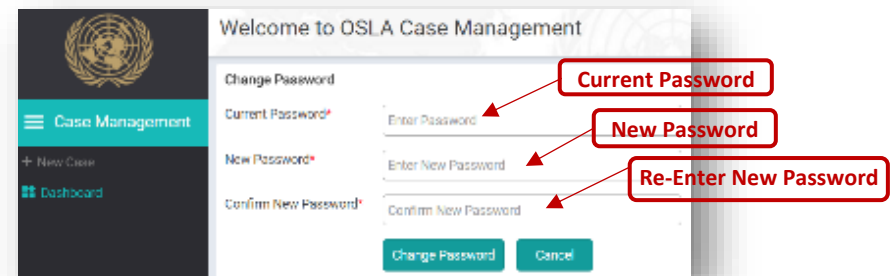 Welcome to OSLA Case Management
Change Password
Current Password
Current Password*
Enter Password
Case Management
New Password
+ New Case
New Password*
Enter New Password
Re-Enter New Password
Dashboard
Confirm New Password*
Confirm New Password
Change Password
Cancel